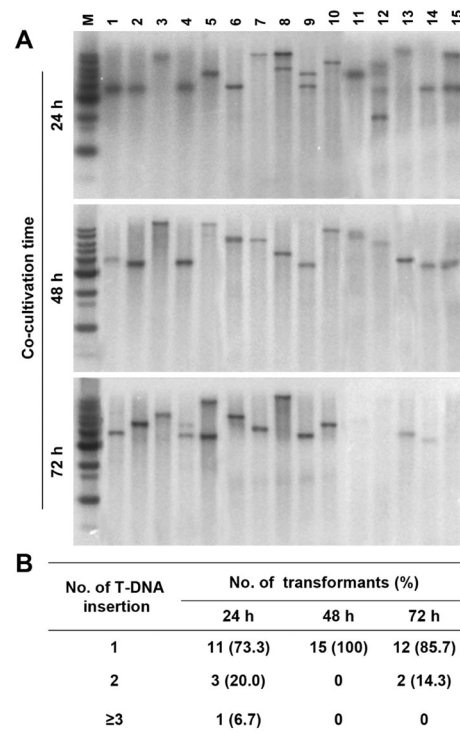 A
M 1 2 3 4 5 6 7 8 9 10 11 12 13 14 15
Co-cultivation time
24 h
48 h
72 h
B
No. of T-DNA insertion
No. of transformants (%)
24 h 48 h 72 h
1 11 (73.3) 15 (100) 12 (85.7)
2 3 (20.0) 0 2 (14.3)
≥3 1 (6.7) 0 0